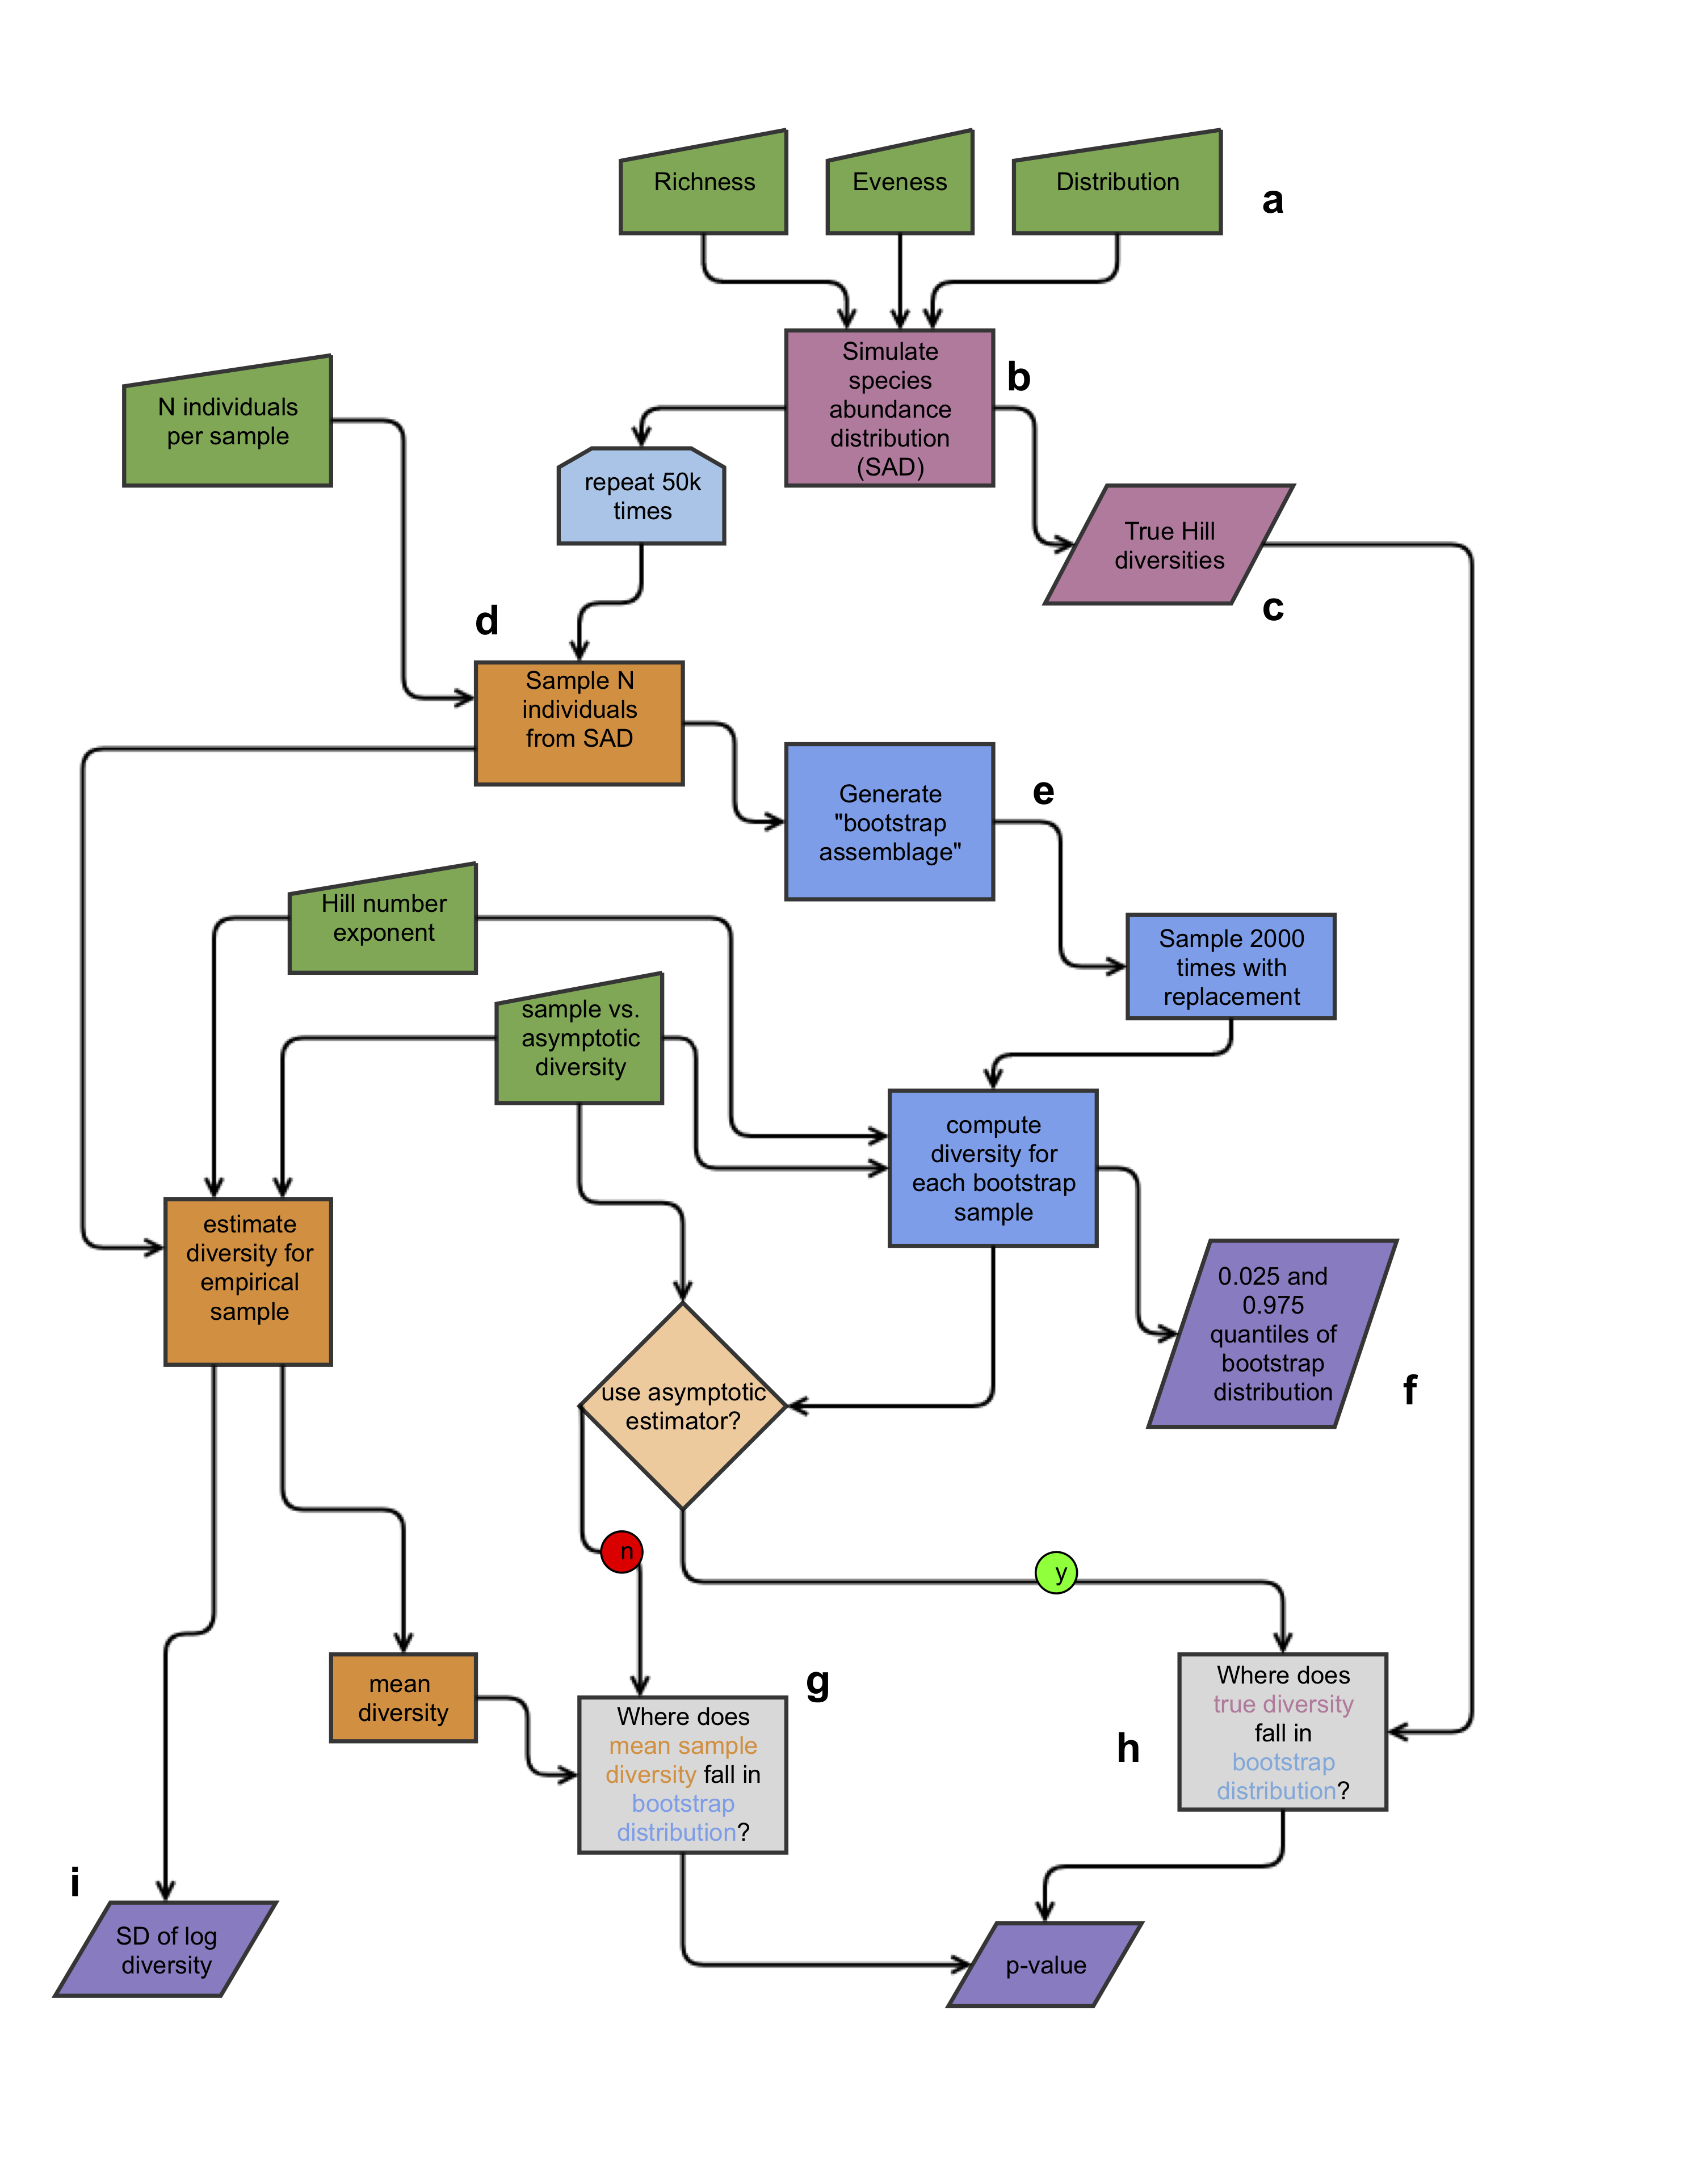 Richness
Eveness
Distribution
a
Simulate
species
abundance
distribution
(SAD)
b
N individuals
per sample
repeat 50k
times
True Hill
diversities
c
d
Sample N
individuals
from SAD
Generate
"bootstrap
assemblage"
e
Hill number
exponent
Sample 2000
times with
replacement
sample vs.
asymptotic
diversity
compute
diversity for
each bootstrap
sample
estimate
diversity for
empirical
sample
0.025 and
0.975
quantiles of
bootstrap
distribution
f
use asymptotic
estimator?
n
y
mean
diversity
g
Where does
mean sample
diversity fall in
bootstrap
distribution?
h
Where does
true diversity
fall in
bootstrap
distribution?
i
SD of log
diversity
p-value